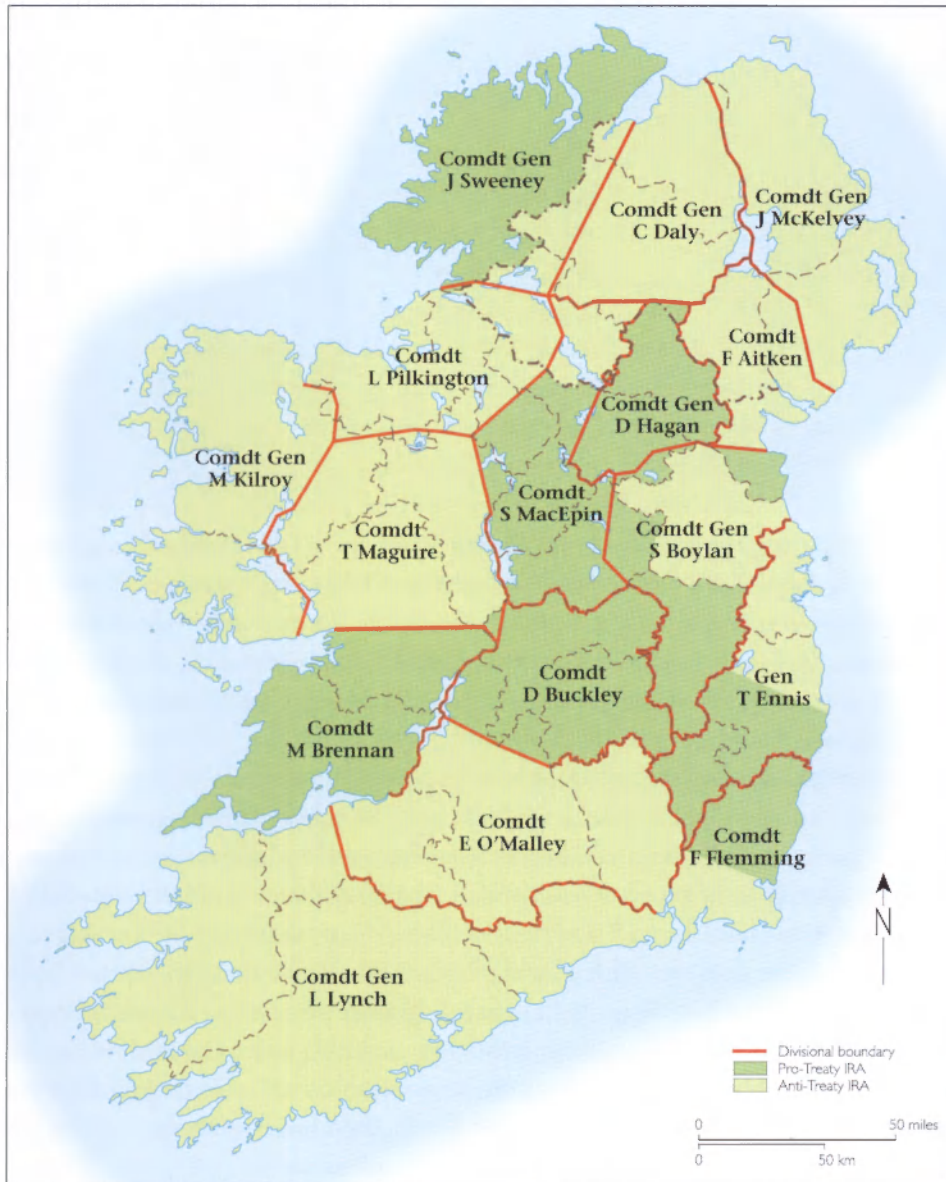 Comdt Gen
J Sweeney
Comdt Gen
C Daly
Comdt Gen
J McKelvey
Comdt
L Pilkington
Comdt
F Aitken
Comdt Gen
D Hagan
Comdt Gen
M Kilroy
Comdt
S MacEpin
Comdt
T Maguire
Comdt Gen
S Boylan
Gen
T Ennis
Comdt
D Buckley
Comdt
M Brennan
Comdt
E O'Malley
Comdt
F Flemming
N
Comdt Gen
L Lynch
Divisional boundary
Pro-Treaty IRA
Anti-Treaty IRA
0 50 miles
0 50 km